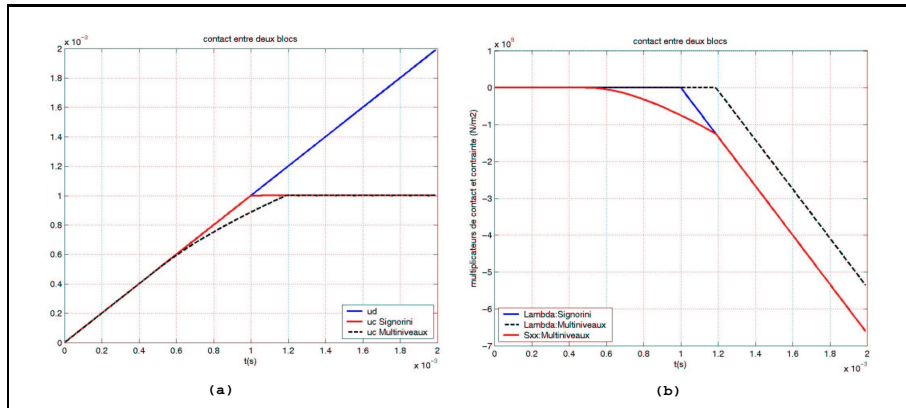 contact entre deux blocs
x 10⁻³
2
1.8
1.6
1.4
1.2
1
0.8
0.6
0.4
0.2
0
0 0.2 0.4 0.6 0.8 1 1.2 1.4 1.6 1.8 2
t(s)
x 10⁻³
ud
uc Signorini
uc Multiniveaux
(a)
contact entre deux blocs
x 10⁸
multiplicateurs de contact et contrainte (N/m2)
1
0
-1
-2
-3
-4
-5
-6
-7
0 0.2 0.4 0.6 0.8 1 1.2 1.4 1.6 1.8 2
t(s)
x 10⁻³
Lambda:Signorini
Lambda:Multiniveaux
Sxx:Multiniveaux
(b)